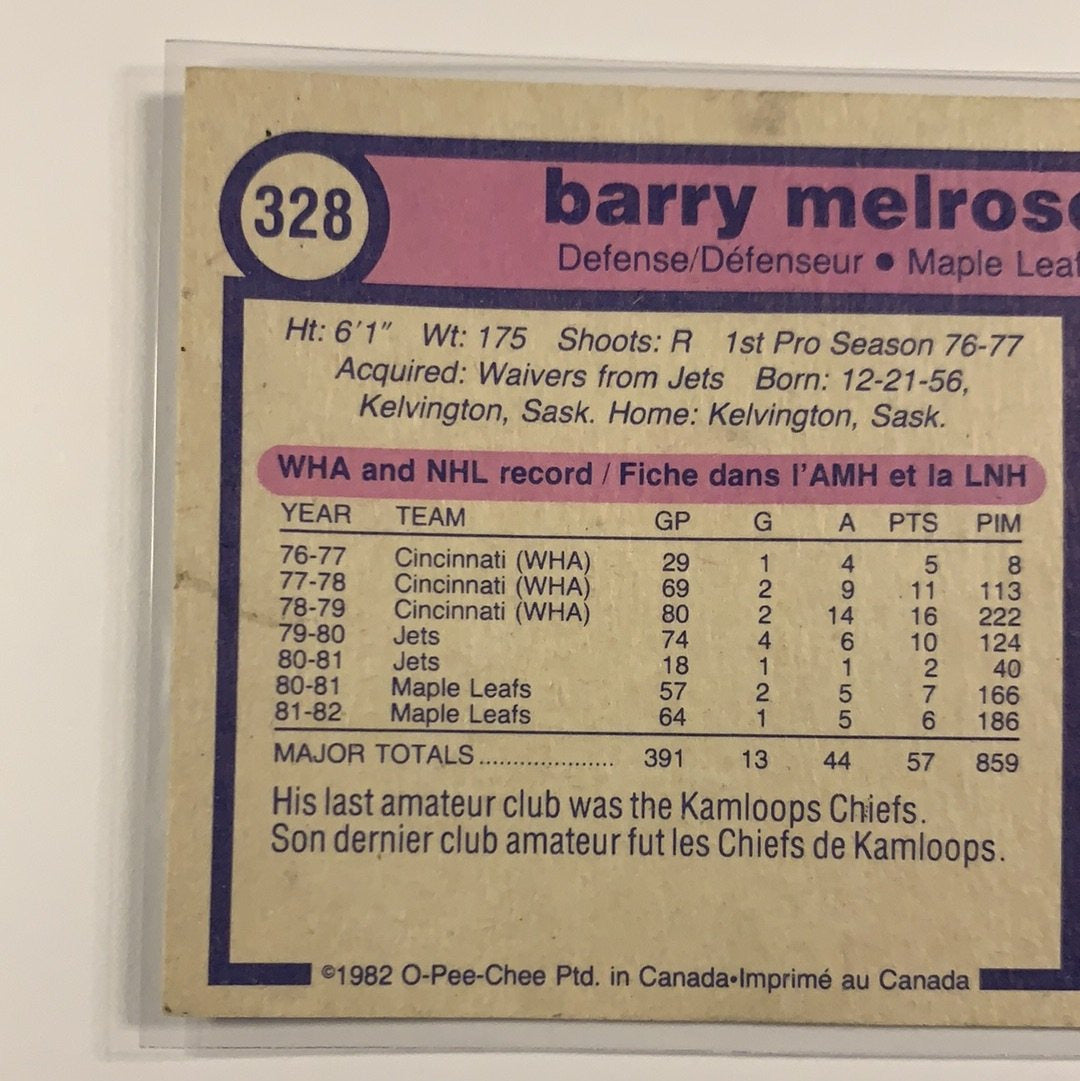 328
barry melros
Defense/Défenseur • Maple Leaf
Ht: 6'1" Wt: 175 Shoots: R 1st Pro Season 76-77
Acquired: Waivers from Jets Born: 12-21-56,
Kelvington, Sask. Home: Kelvington, Sask.
WHA and NHL record / Fiche dans l'AMH et la LNH
YEAR TEAM GP G A PTS PIM
76-77 Cincinnati (WHA) 29 1 4 5 8
77-78 Cincinnati (WHA) 69 2 9 11 113
78-79 Cincinnati (WHA) 80 2 14 16 222
79-80 Jets 74 4 6 10 124
80-81 Jets 18 1 1 2 40
80-81 Maple Leafs 57 2 5 7 166
81-82 Maple Leafs 64 1 5 6 186
MAJOR TOTALS.................... 391 13 44 57 859
His last amateur club was the Kamloops Chiefs.
Son dernier club amateur fut les Chiefs de Kamloops.
©1982 O-Pee-Chee Ptd. in Canada•Imprimé au Canada